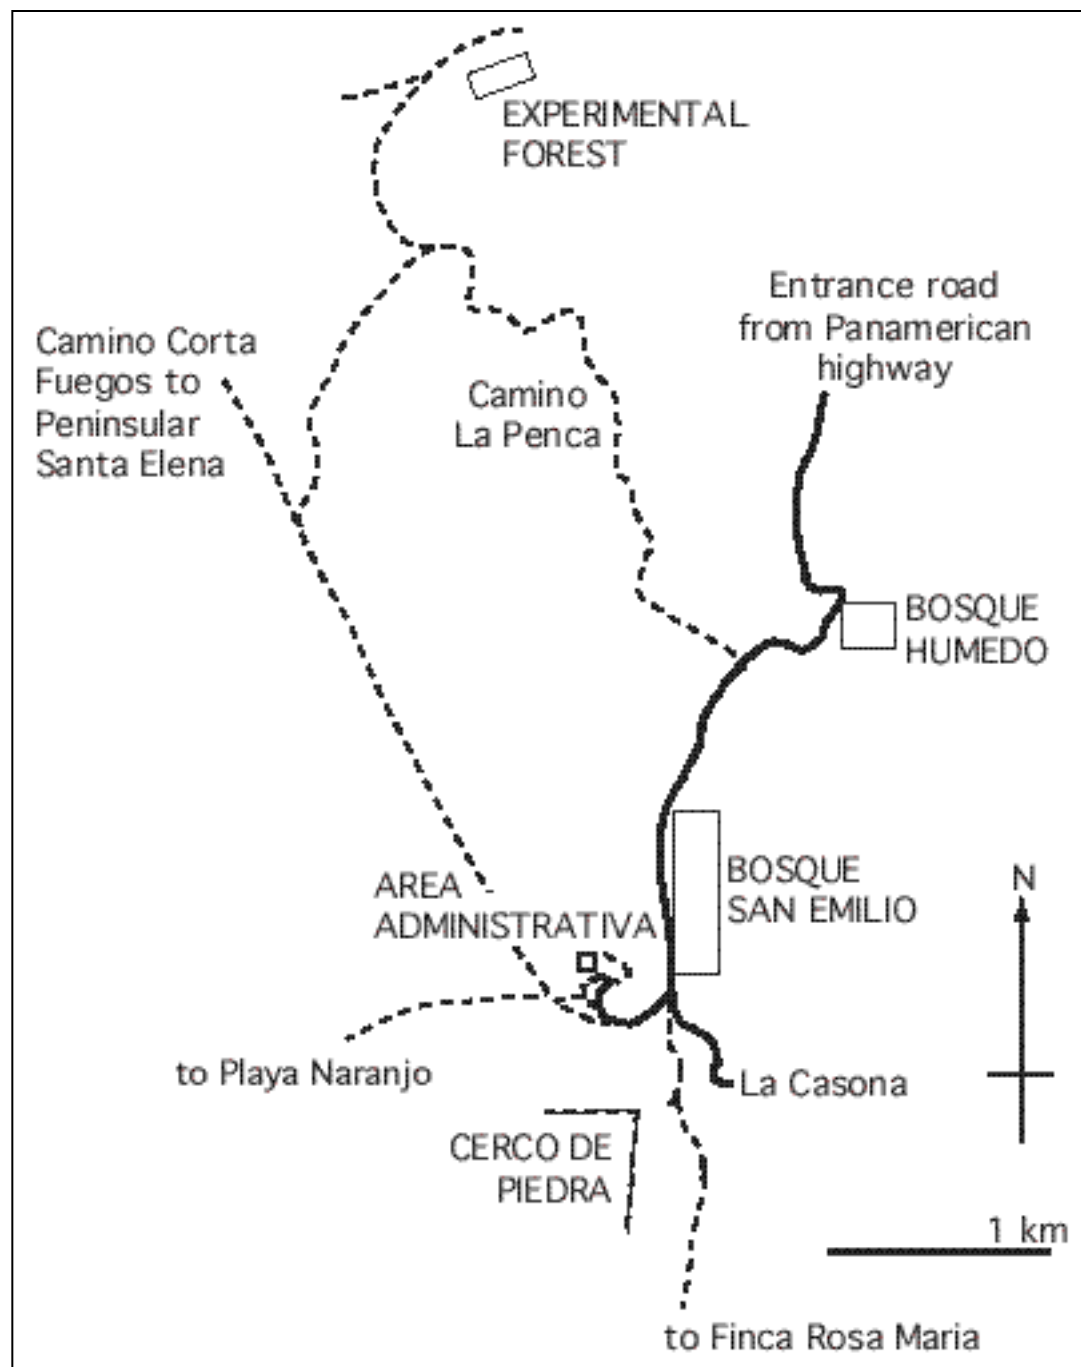 EXPERIMENTAL
FOREST
Entrance road
from Panamerican
highway
Camino Corta
Fuegos to
Peninsular
Santa Elena
Camino
La Penca
BOSQUE
HUMEDO
AREA
ADMINISTRATIVA
BOSQUE
SAN EMILIO
N
to Playa Naranjo
La Casona
CERCO DE
PIEDRA
1 km
to Finca Rosa Maria